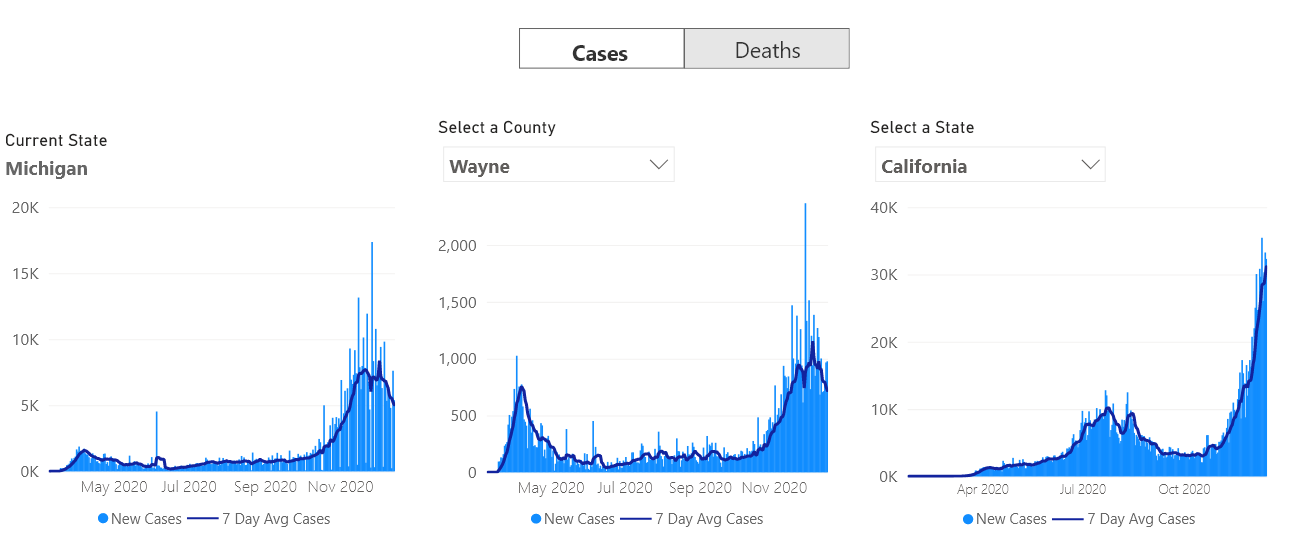 Cases
Deaths
Current State
Michigan
20K
15K
10K
5K
0K
May 2020 Jul 2020 Sep 2020 Nov 2020
New Cases 7 Day Avg Cases
Select a County
Wayne
2,000
1,500
1,000
500
0
May 2020 Jul 2020 Sep 2020 Nov 2020
New Cases 7 Day Avg Cases
Select a State
California
40K
30K
20K
10K
0K
Apr 2020 Jul 2020 Oct 2020
New Cases 7 Day Avg Cases